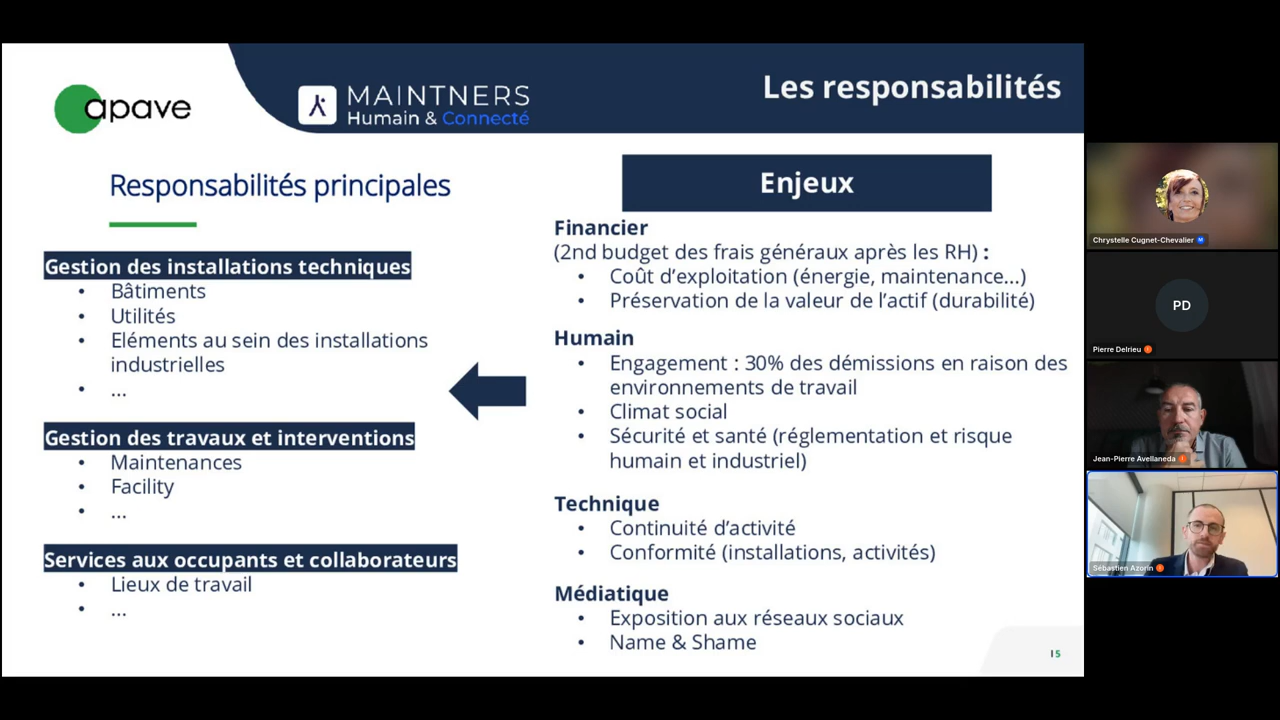 apave
MAINTNERS
Humain & Connecté
Les responsabilités
Responsabilités principales
Gestion des installations techniques
• Bâtiments
• Utilités
• Eléments au sein des installations
industrielles
• ...
Gestion des travaux et interventions
• Maintenances
• Facility
• ...
Services aux occupants et collaborateurs
• Lieux de travail
• ...
Enjeux
Financier
(2nd budget des frais généraux après les RH) :
• Coût d’exploitation (énergie, maintenance...)
• Préservation de la valeur de l’actif (durabilité)
Humain
• Engagement : 30% des démissions en raison des
environnements de travail
• Climat social
• Sécurité et santé (réglementation et risque
humain et industriel)
Technique
• Continuité d’activité
• Conformité (installations, activités)
Médiatique
• Exposition aux réseaux sociaux
• Name & Shame
I 5
Chrystelle Cugnet-Chevalier M
PD
Pierre Delrieu
Jean-Pierre Avellaneda
Sébastien Azorin